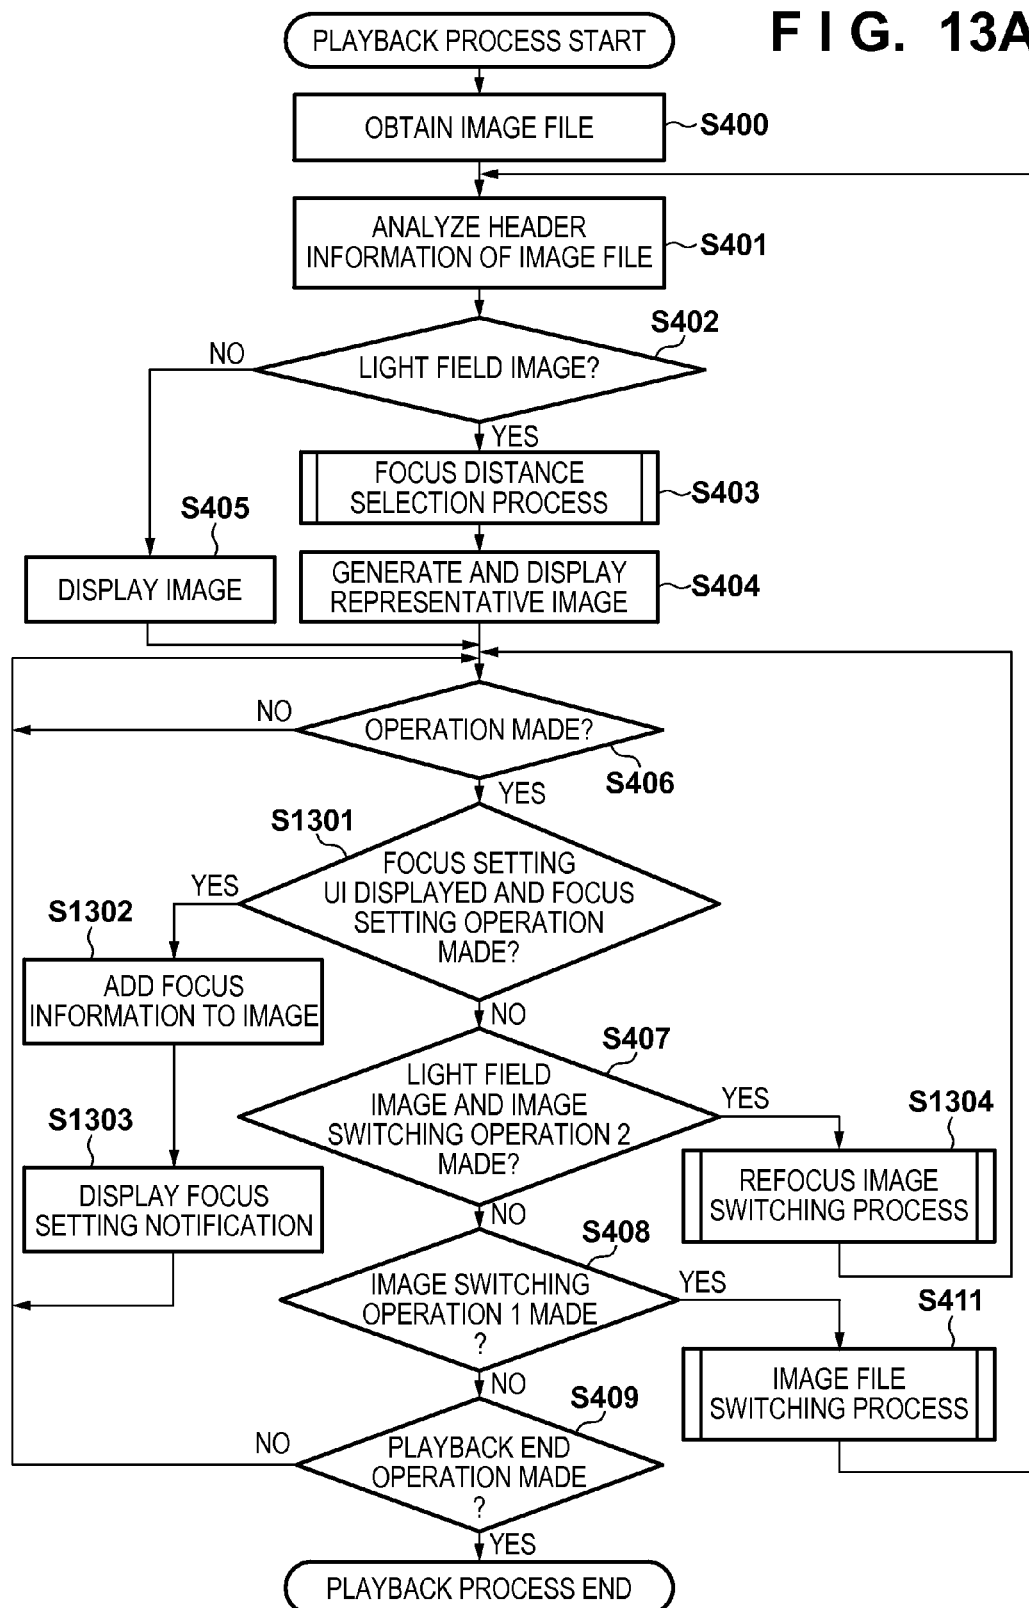 FIG. 13A
PLAYBACK PROCESS START
OBTAIN IMAGE FILE
S400
ANALYZE HEADER
INFORMATION OF IMAGE FILE
S401
S402
LIGHT FIELD IMAGE?
NO
YES
FOCUS DISTANCE
SELECTION PROCESS
S403
S405
DISPLAY IMAGE
GENERATE AND DISPLAY
REPRESENTATIVE IMAGE
S404
NO
OPERATION MADE?
S406
YES
S1301
FOCUS SETTING
UI DISPLAYED AND FOCUS
SETTING OPERATION
MADE?
YES
S1302
ADD FOCUS
INFORMATION TO IMAGE
NO
S407
LIGHT FIELD
IMAGE AND IMAGE
SWITCHING OPERATION 2
MADE?
YES
S1304
REFOCUS IMAGE
SWITCHING PROCESS
S1303
DISPLAY FOCUS
SETTING NOTIFICATION
NO
S408
IMAGE SWITCHING
OPERATION 1 MADE
?
YES
S411
IMAGE FILE
SWITCHING PROCESS
NO
S409
PLAYBACK END
OPERATION MADE
?
NO
YES
PLAYBACK PROCESS END